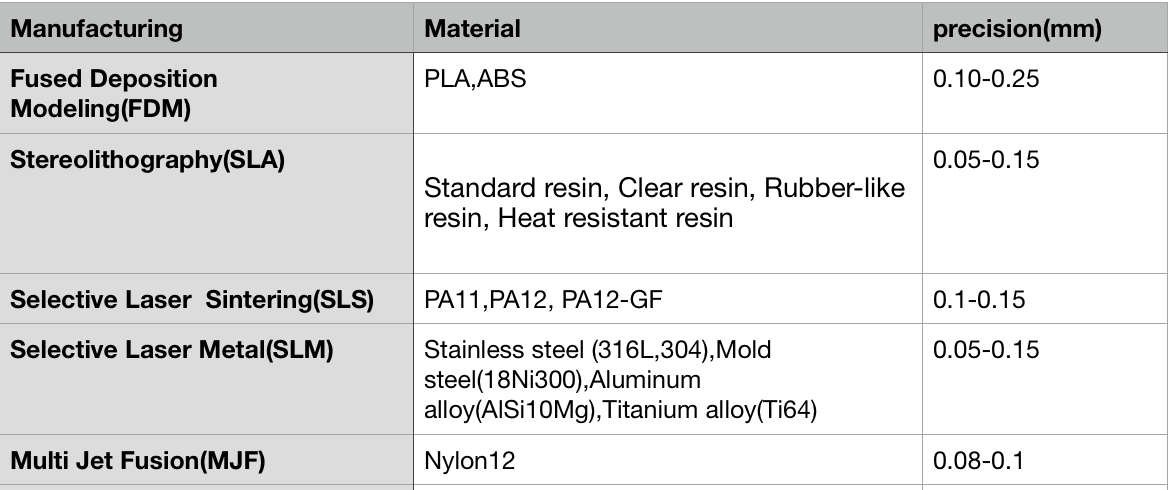 Manufacturing Material precision(mm)
Fused Deposition PLA,ABS 0.10-0.25
Modeling(FDM)
Stereolithography(SLA) 0.05-0.15
Standard resin, Clear resin, Rubber-like
resin, Heat resistant resin
Selective Laser  Sintering(SLS) PA11,PA12, PA12-GF 0.1-0.15
Selective Laser Metal(SLM) Stainless steel (316L,304),Mold 0.05-0.15
steel(18Ni300),Aluminum
alloy(AlSi10Mg),Titanium alloy(Ti64)
Multi Jet Fusion(MJF) Nylon12 0.08-0.1